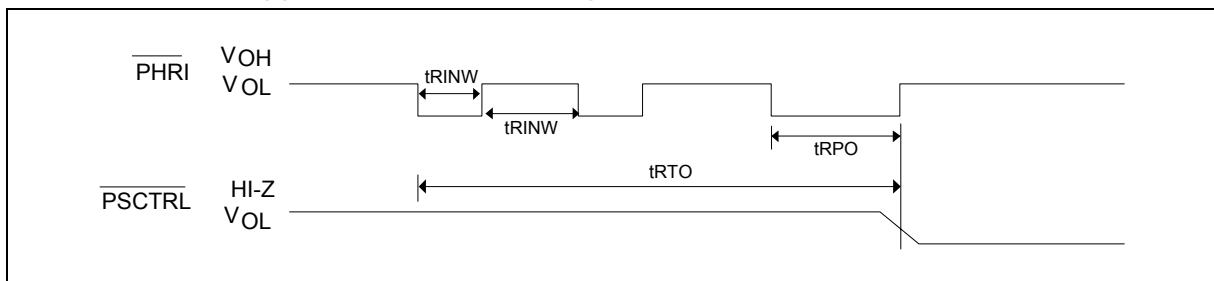 PHRI
VOH
VOL
tRINW
tRINW
tRPO
tRTO
PSCTRL
HI-Z
VOL